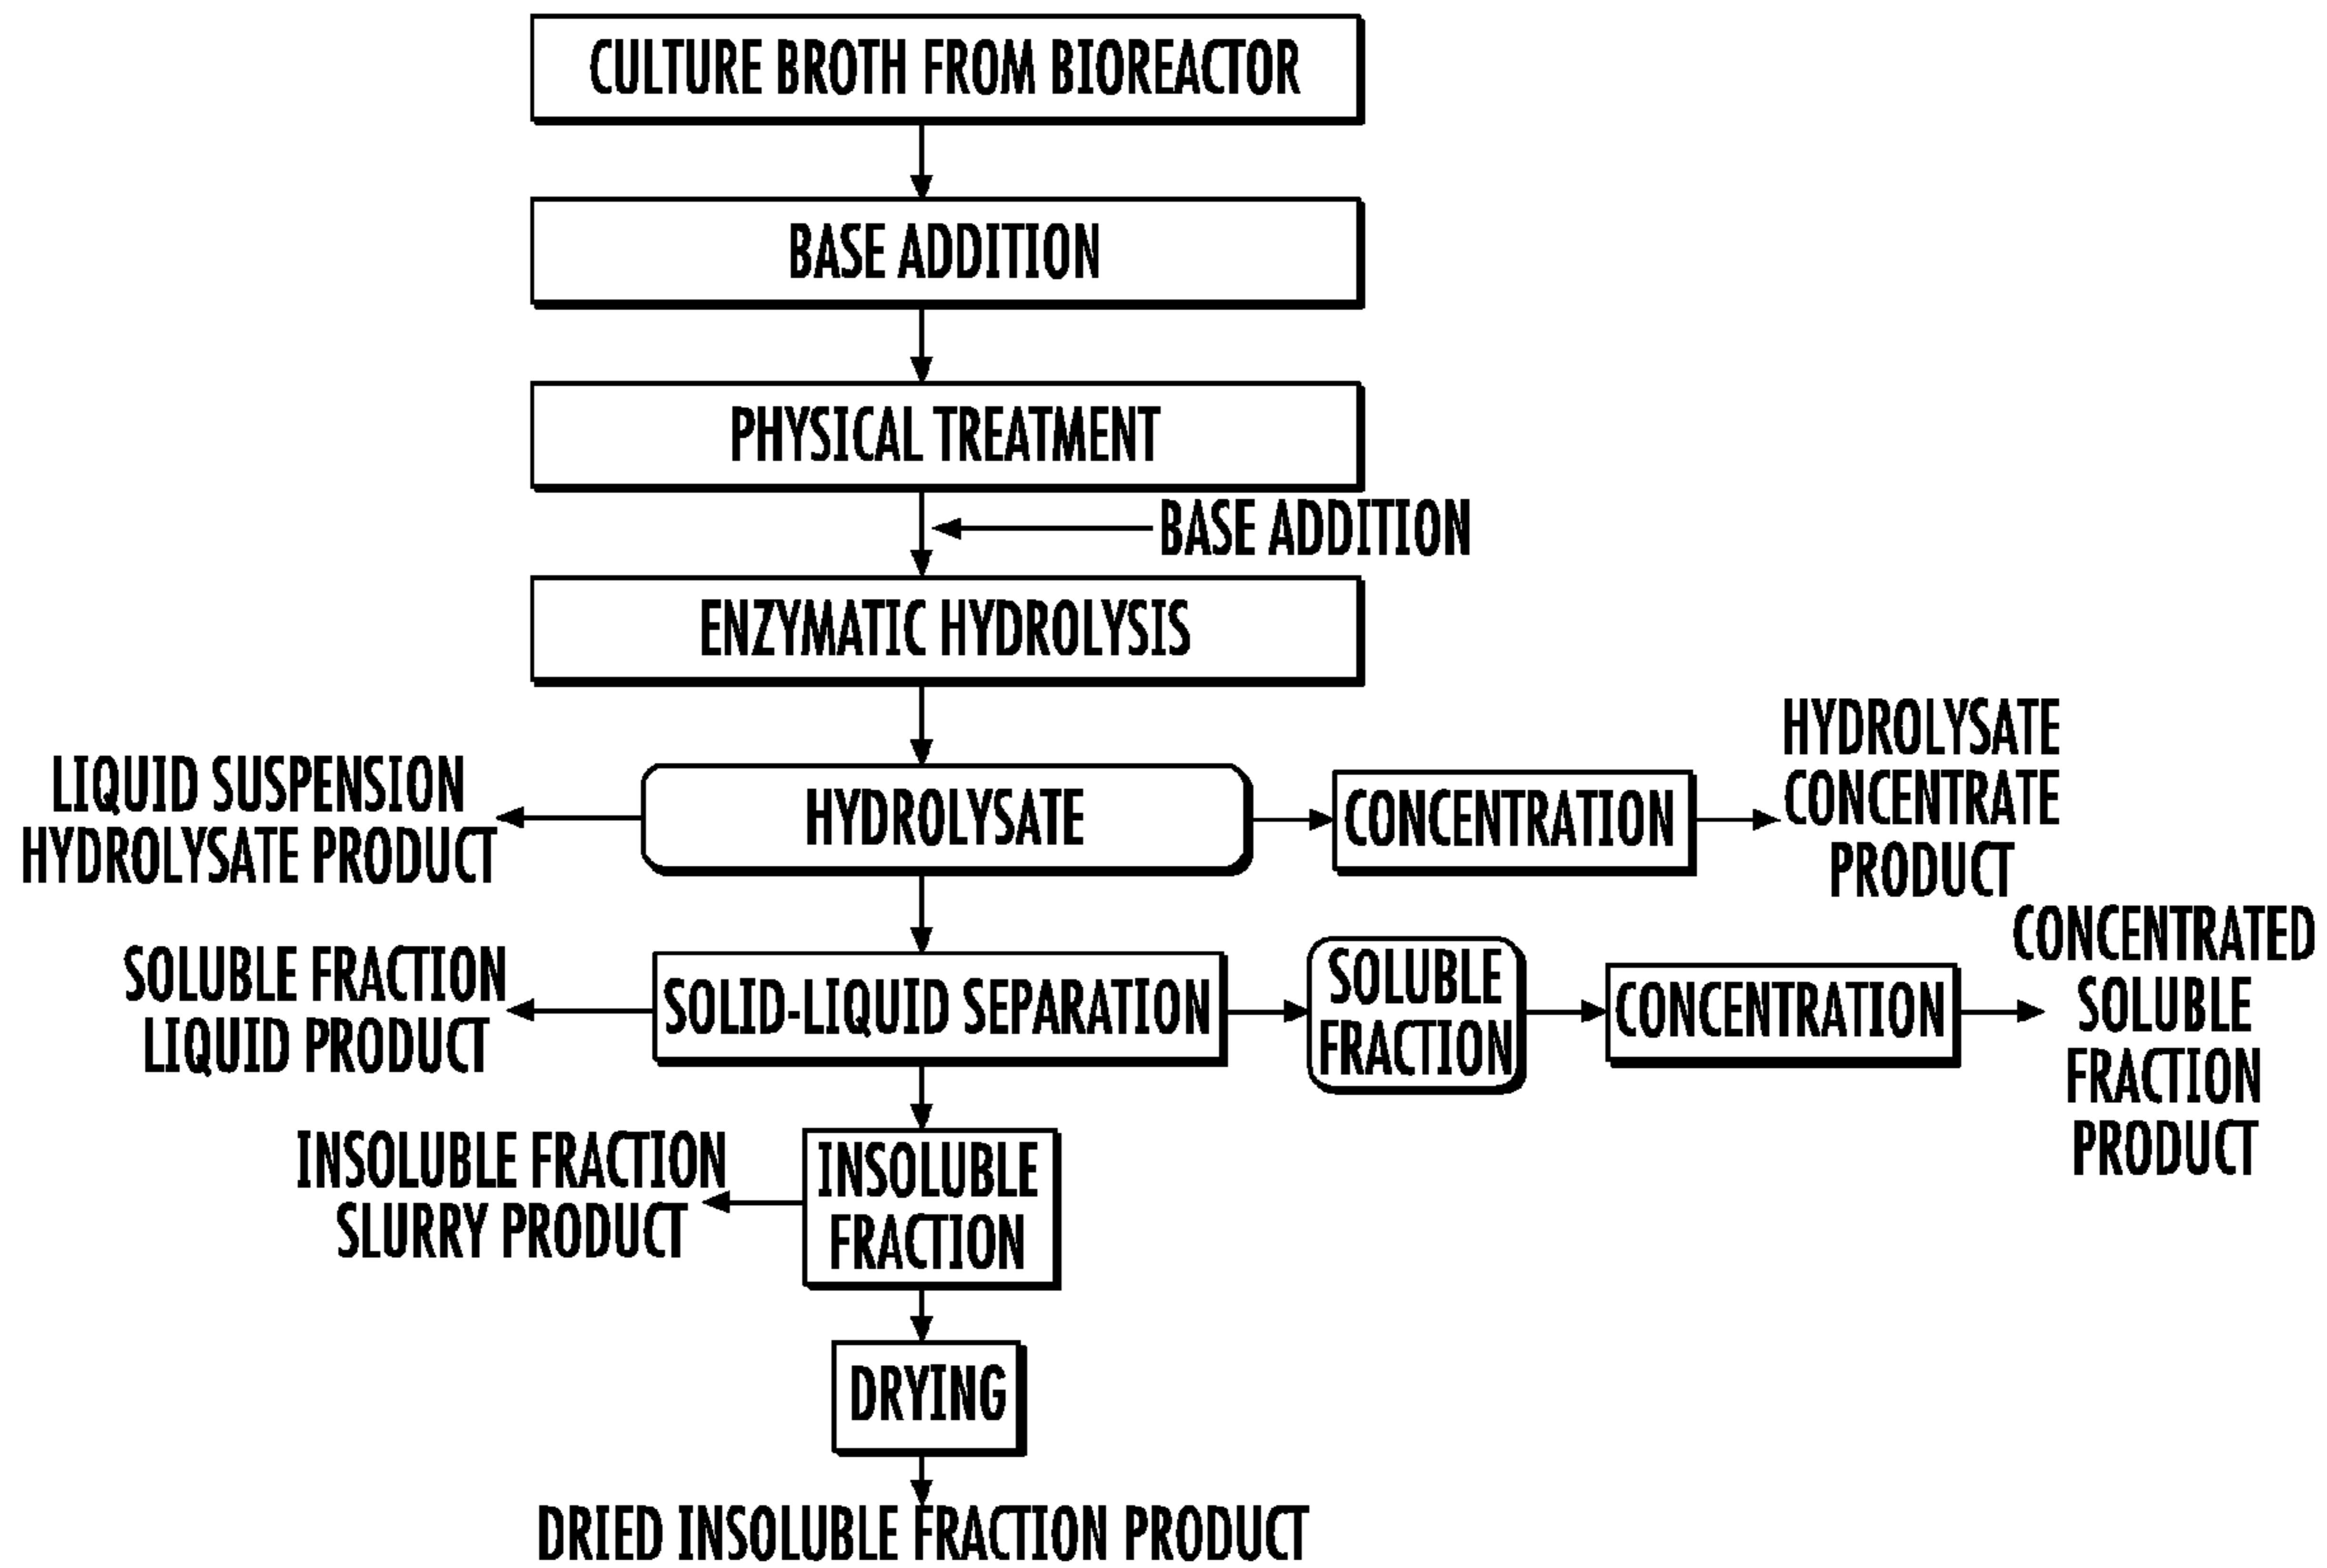 CULTURE BROTH FROM BIOREACTOR
BASE ADDITION
PHYSICAL TREATMENT
BASE ADDITION
ENZYMATIC HYDROLYSIS
LIQUID SUSPENSION
HYDROLYSATE PRODUCT
HYDROLYSATE
CONCENTRATION
HYDROLYSATE
CONCENTRATE
PRODUCT
SOLUBLE FRACTION
LIQUID PRODUCT
SOLID-LIQUID SEPARATION
SOLUBLE
FRACTION
CONCENTRATION
CONCENTRATED
SOLUBLE
FRACTION
PRODUCT
INSOLUBLE FRACTION
SLURRY PRODUCT
INSOLUBLE
FRACTION
DRYING
DRIED INSOLUBLE FRACTION PRODUCT